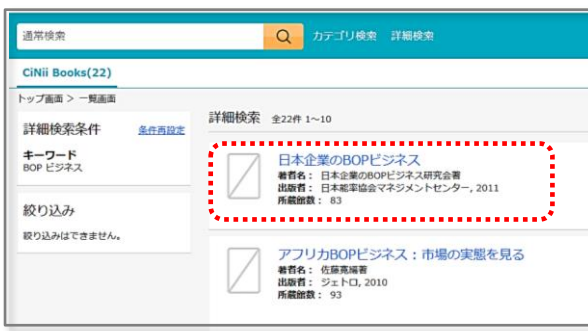 通常検索
カテゴリ検索 詳細検索
CiNii Books(22)
トップ画面 > 一覧画面
詳細検索条件 条件再設定
キーワード
BOP ビジネス
絞り込み
絞り込みはできません。
詳細検索 全22件 1~10
日本企業のBOPビジネス
著者名： 日本企業のBOPビジネス研究会著
出版者： 日本能率協会マネジメントセンター, 2011
所蔵館数： 83
アフリカBOPビジネス：市場の実態を見る
著者名： 佐藤寛編著
出版者： ジェトロ, 2010
所蔵館数： 93